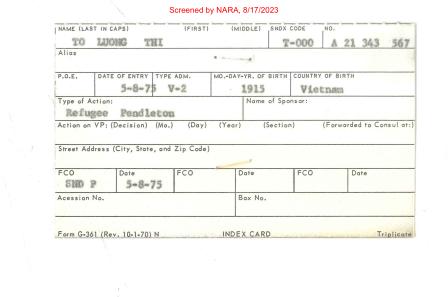 Screened by NARA, 8/17/2023
NAME (LAST IN CAPS) (FIRST) (MIDDLE) SNDX CODE NO.
TO LUONG THI T-000 A 21 343 567
Alias
P.O.E. DATE OF ENTRY TYPE ADM. MO.-DAY-YR. OF BIRTH COUNTRY OF BIRTH
5-8-75 V-2 1915 Vietnam
Type of Action: Name of Sponsor:
Refugee Pendleton
Action on VP: (Decision) (Mo.) (Day) (Year) (Section) (Forwarded to Consul at:)
Street Address (City, State, and Zip Code)
FCO Date FCO Date FCO Date
SND P 5-8-75
Acession No. Box No.
Form G-361 (Rev. 10-1-70) N INDEX CARD Triplicate